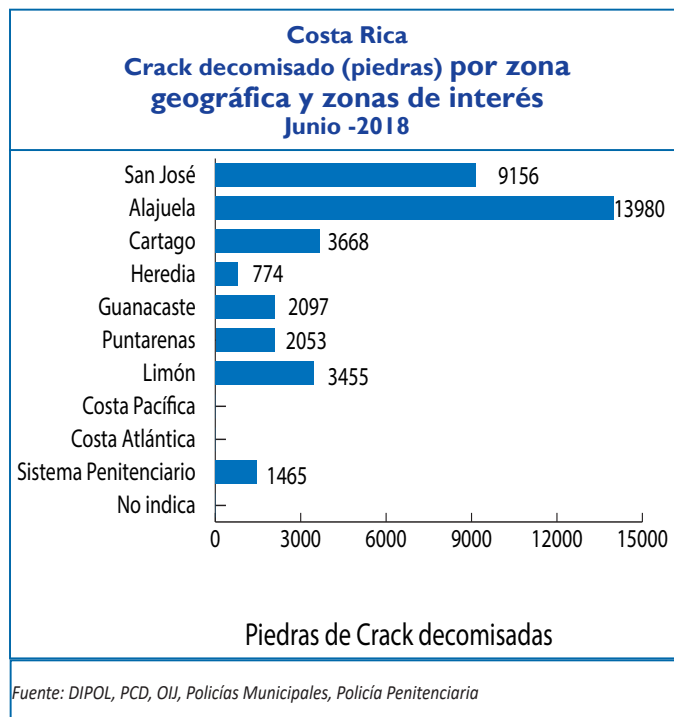 Costa Rica
Crack decomisado (piedras) por zona
geográfica y zonas de interés
Junio -2018
San José 9156
Alajuela 13980
Cartago 3668
Heredia 774
Guanacaste 2097
Puntarenas 2053
Limón 3455
Costa Pacífica
Costa Atlántica
Sistema Penitenciario 1465
No indica
0 3000 6000 9000 12000 15000
Piedras de Crack decomisadas
Fuente: DIPOL, PCD, OIJ, Policías Municipales, Policía Penitenciaria